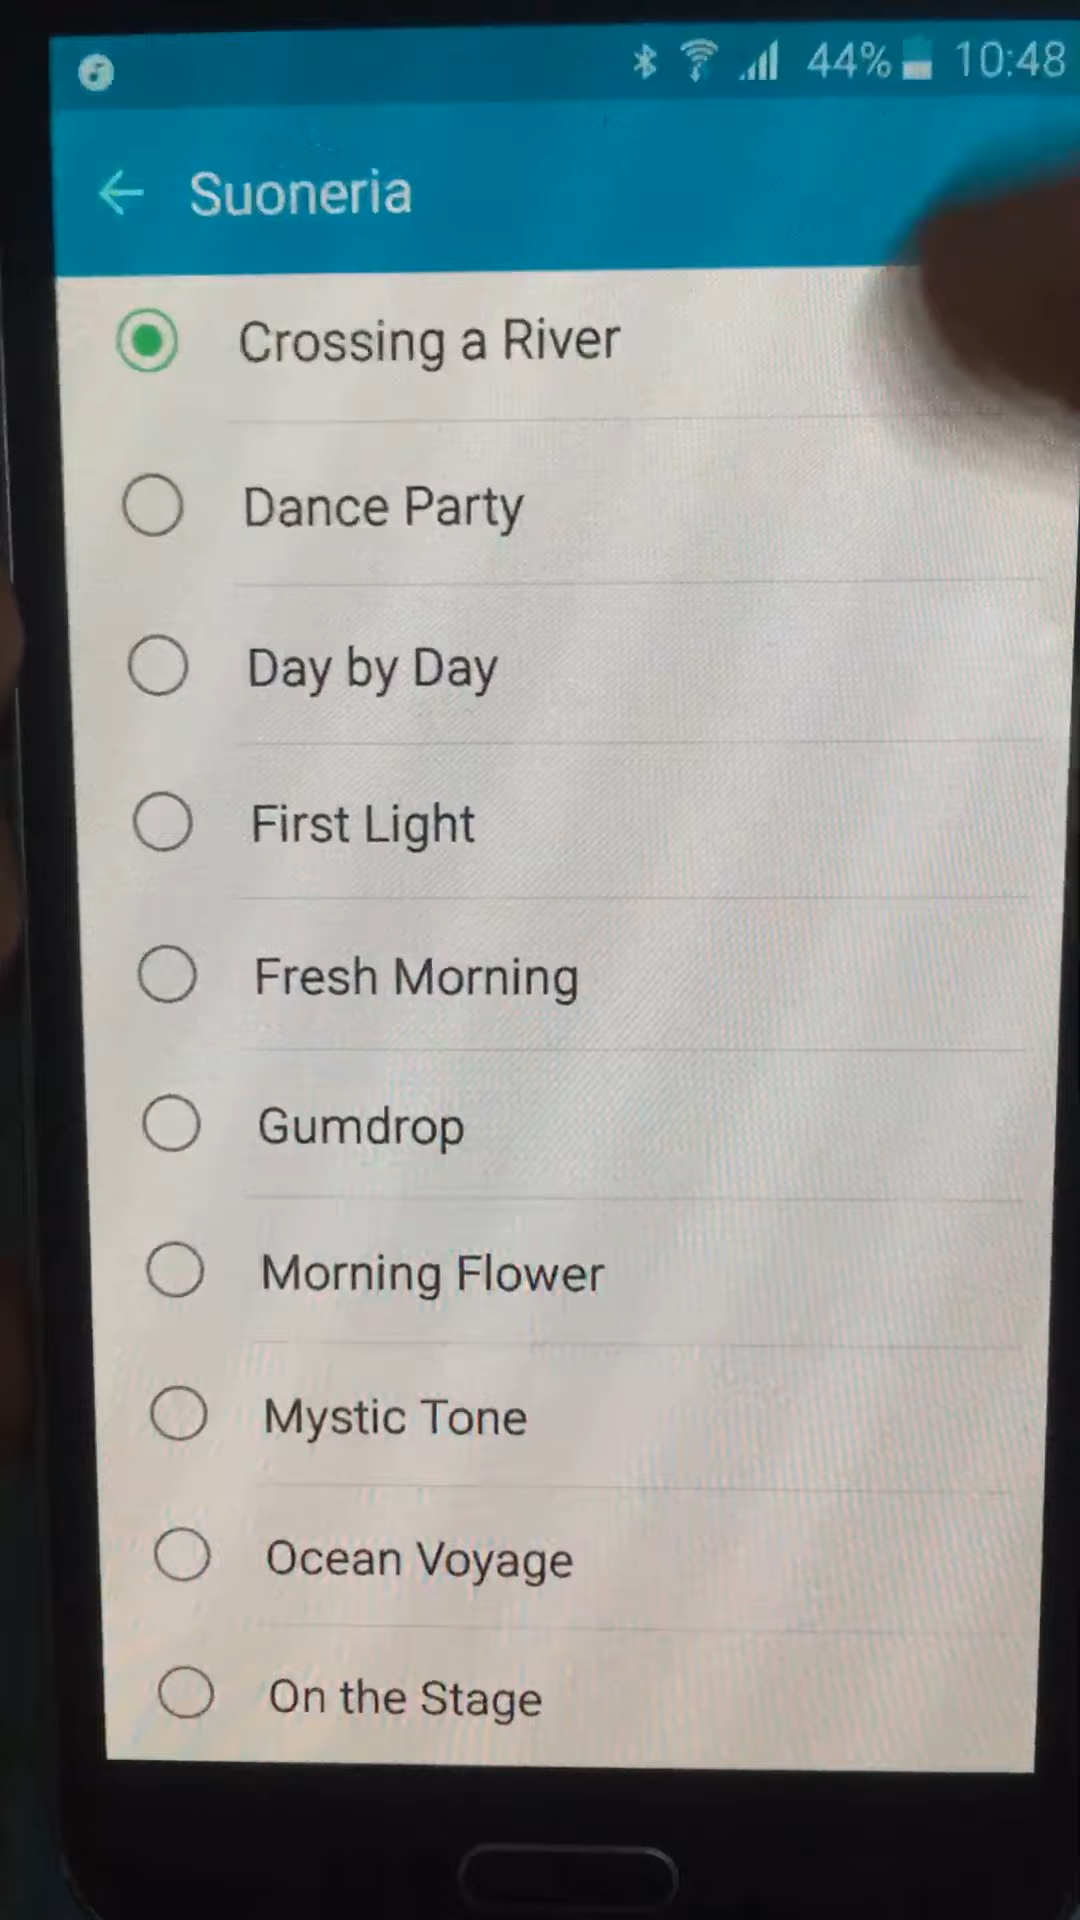 44% 10:48
Suoneria
Crossing a River
Dance Party
Day by Day
First Light
Fresh Morning
Gumdrop
Morning Flower
Mystic Tone
Ocean Voyage
On the Stage